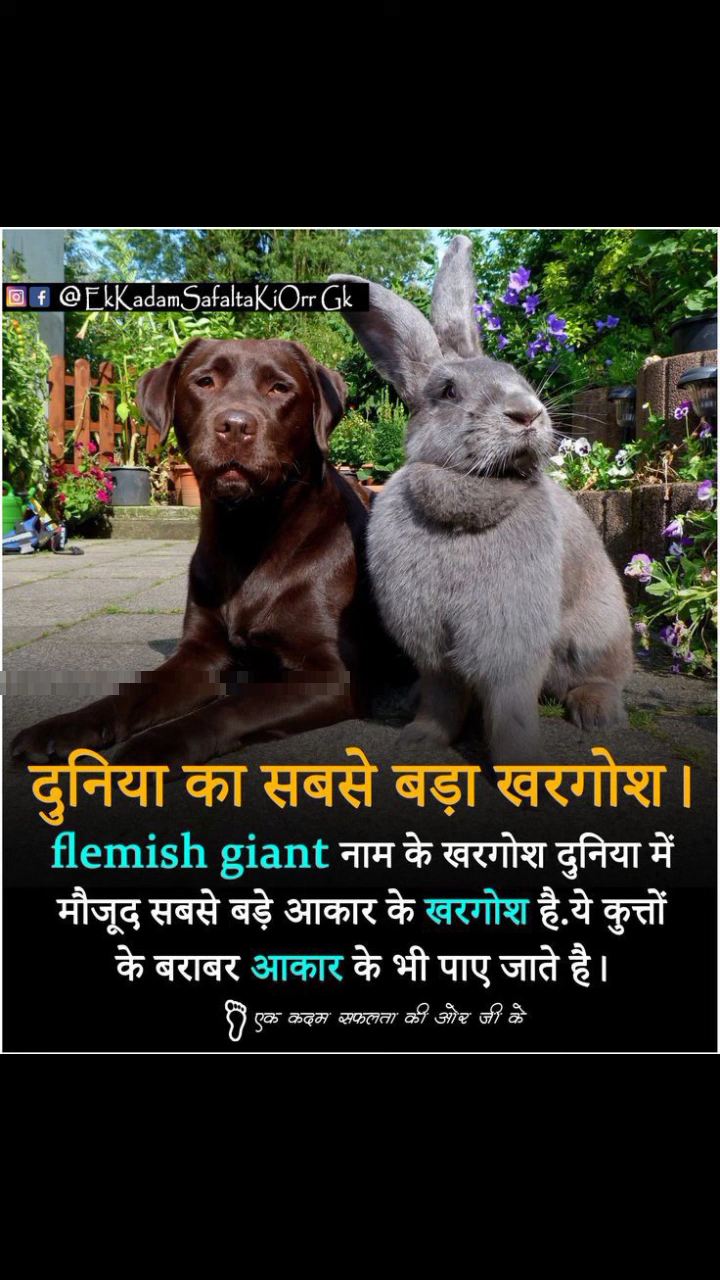 @EkKadamSafaltaKiOrr Gk
दुनिया का सबसे बड़ा खरगोश।
flemish giant नाम के खरगोश दुनिया में
मौजूद सबसे बड़े आकार के खरगोश है.ये कुत्तों
के बराबर आकार के भी पाए जाते है।
एक कदम सफलता की ओर जी के